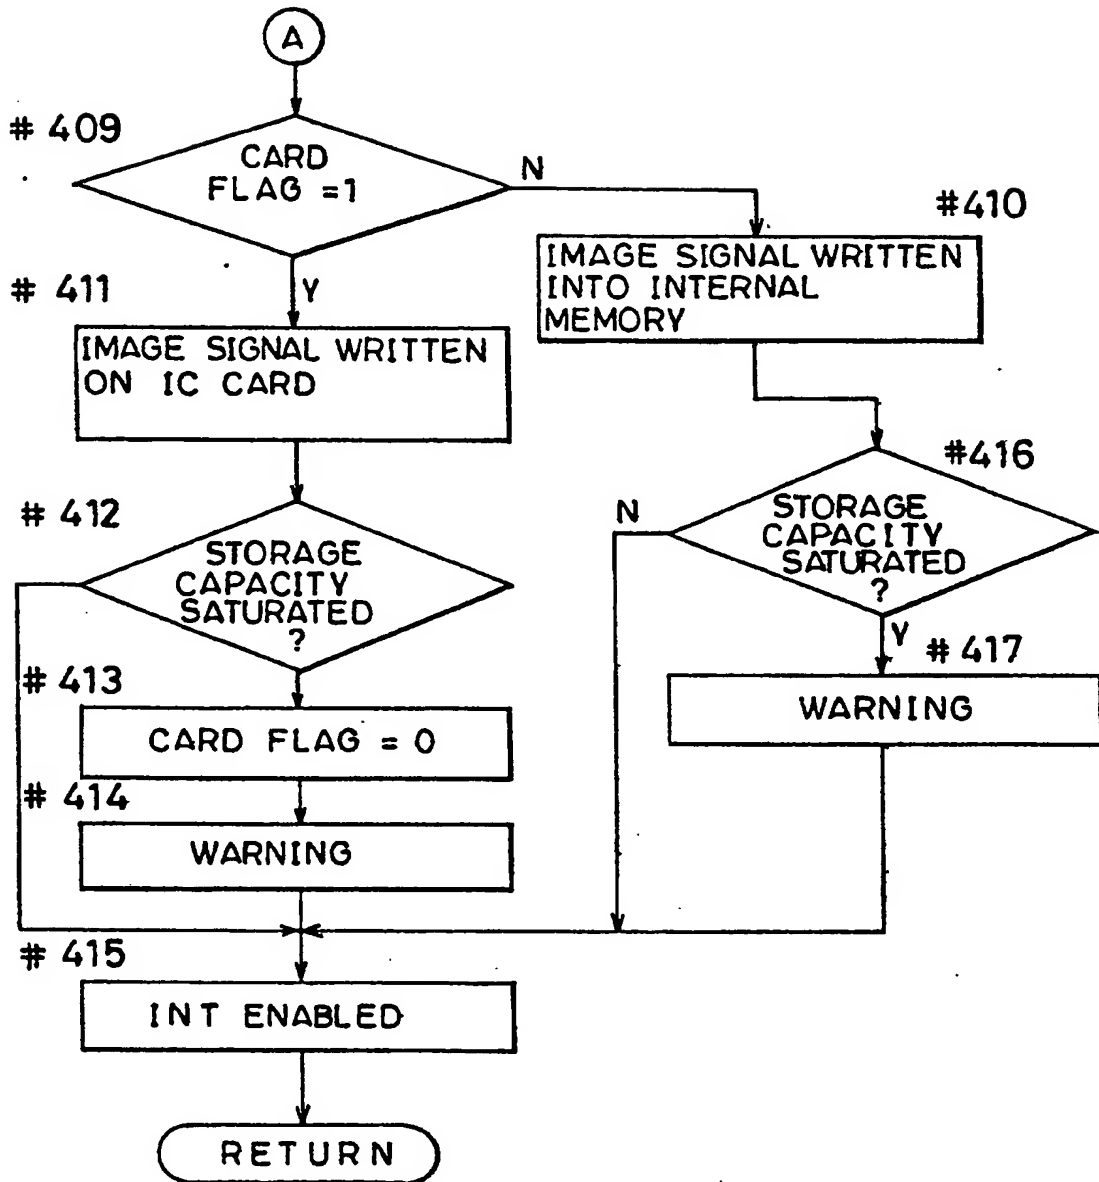 A
# 409
CARD
FLAG =1
N
#410
IMAGE SIGNAL WRITTEN
INTO INTERNAL
MEMORY
# 411
Y
IMAGE SIGNAL WRITTEN
ON IC CARD
#416
N
STORAGE
CAPACITY
SATURATED
?
Y
# 412
STORAGE
CAPACITY
SATURATED
?
# 417
WARNING
# 413
CARD FLAG = 0
# 414
WARNING
# 415
INT ENABLED
RETURN